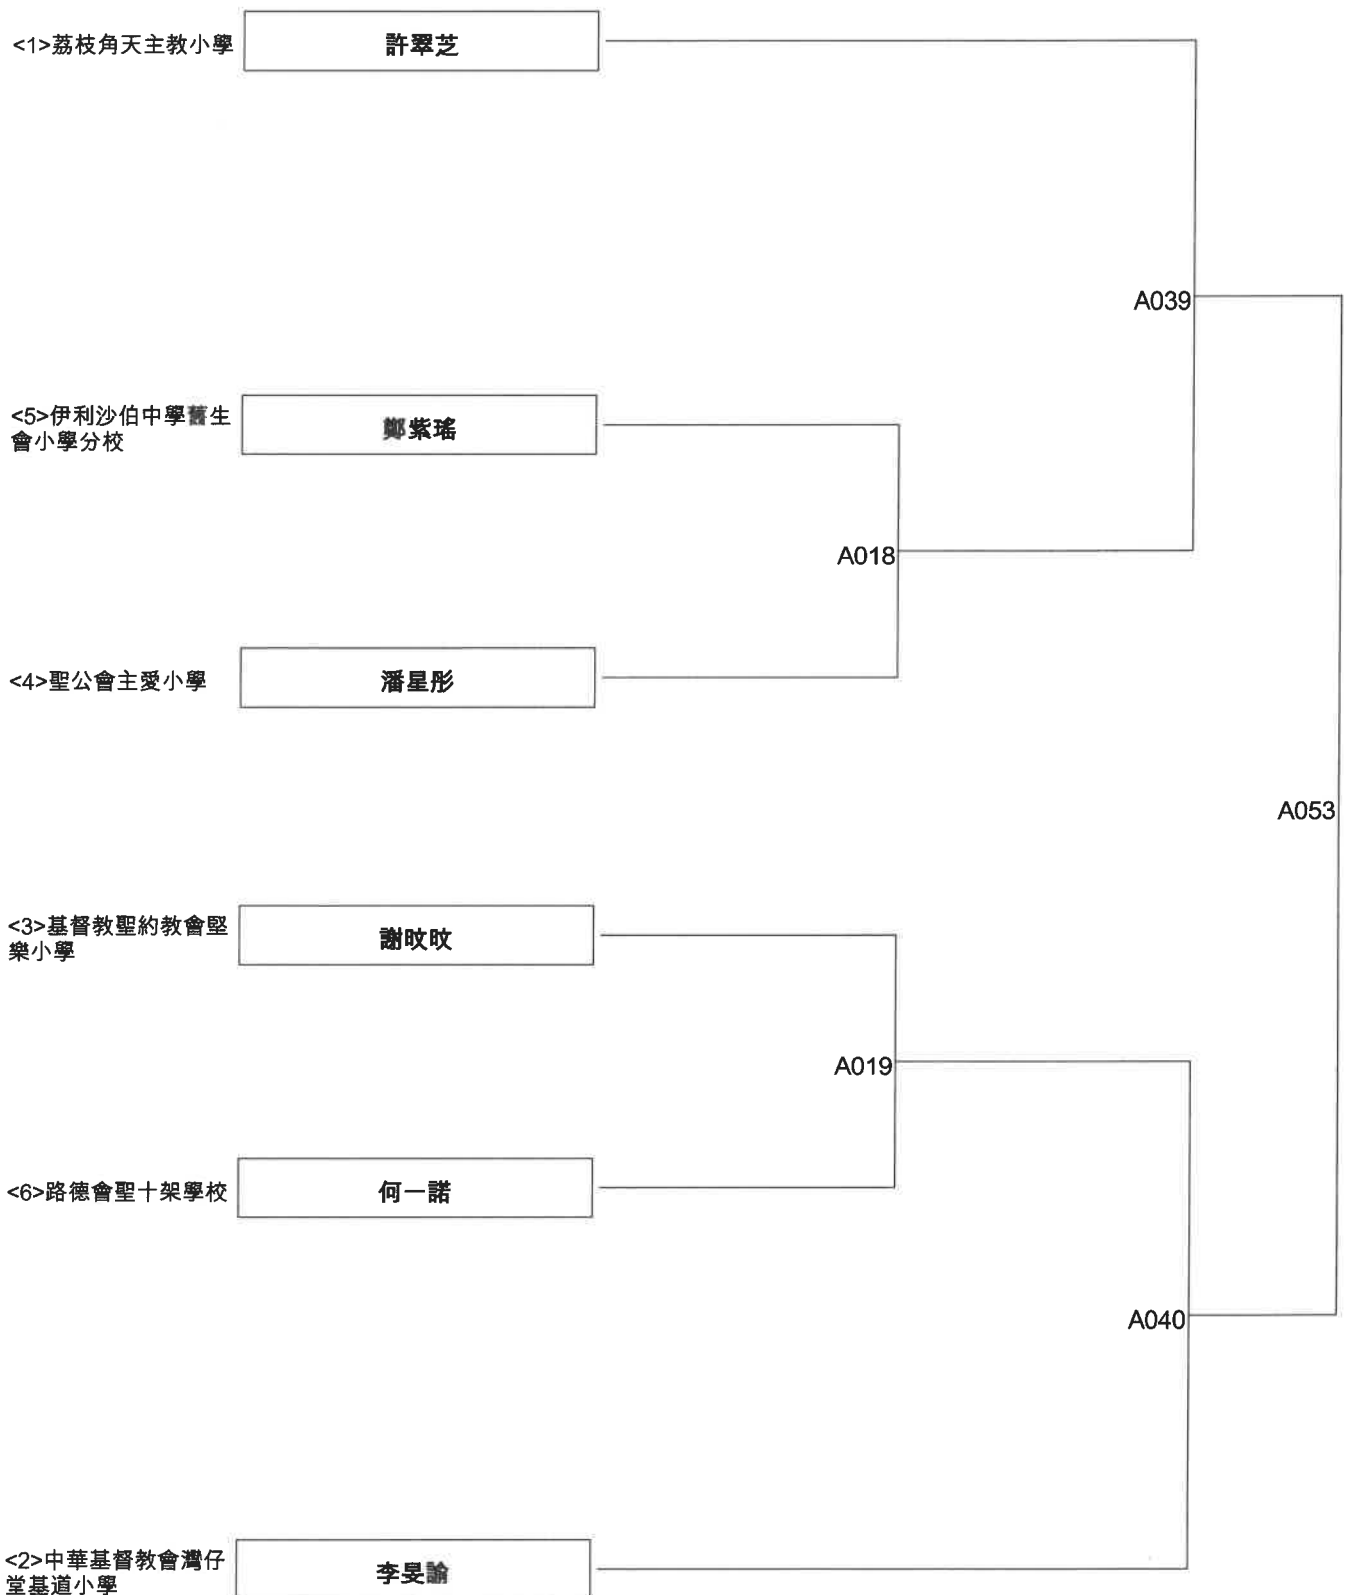 <1>荔枝角天主教小學
許翠芝
A039
<5>伊利沙伯中學舊生
會小學分校
鄭紫瑤
A018
<4>聖公會主愛小學
潘星彤
A053
<3>基督教聖約教會堅
樂小學
謝旼旼
A019
<6>路德會聖十架學校
何一諾
A040
<2>中華基督教會灣仔
堂基道小學
李旻諭